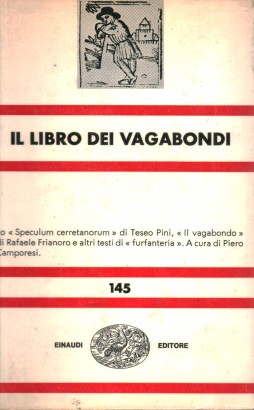 IL LIBRO DEI VAGABONDI
o « Speculum cerretanorum » di Teseo Pini, « Il vagabondo »
di Rafaele Frianoro e altri testi di « furfanteria ». A cura di Piero
Camporesi.
145
EINAUDI EDITORE